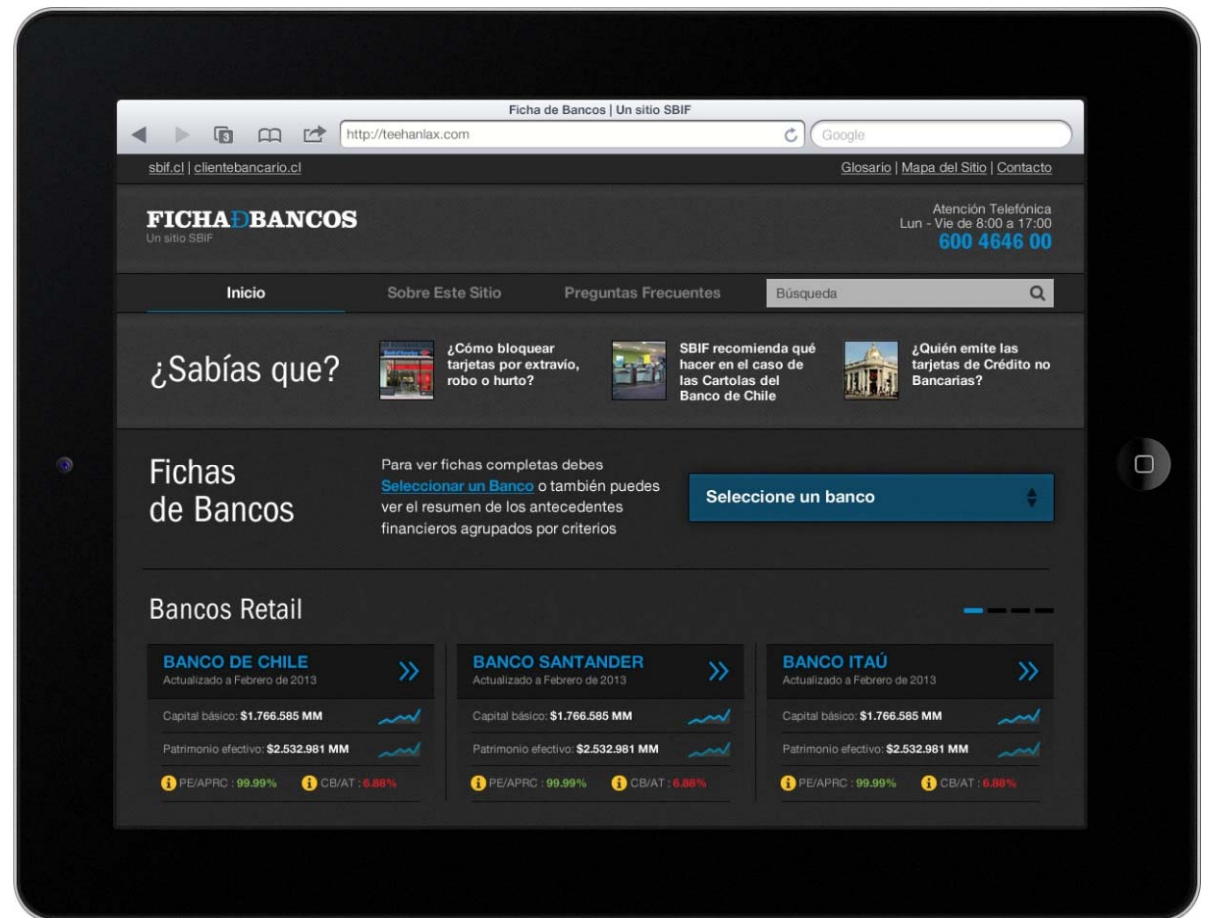 Ficha de Bancos | Un sitio SBIF
3
http://teehanlax.com
Google
sbif.cl | clientebancario.cl
Glosario | Mapa del Sitio | Contacto
FICHAĐBANCOS
Un sitio SBIF
Atención Telefónica
Lun - Vie de 8:00 a 17:00
600 4646 00
Inicio
Sobre Este Sitio
Preguntas Frecuentes
Búsqueda
¿Sabías que?
¿Cómo bloquear
tarjetas por extravío,
robo o hurto?
SBIF recomienda qué
hacer en el caso de
las Cartolas del
Banco de Chile
¿Quién emite las
tarjetas de Crédito no
Bancarias?
Fichas
de Bancos
Para ver fichas completas debes
Seleccionar un Banco o también puedes
ver el resumen de los antecedentes
financieros agrupados por criterios
Seleccione un banco
Bancos Retail
BANCO DE CHILE
Actualizado a Febrero de 2013
Capital básico: $1.766.585 MM
Patrimonio efectivo: $2.532.981 MM
PE/APRC : 99.99%
CB/AT : 6.88%
BANCO SANTANDER
Actualizado a Febrero de 2013
Capital básico: $1.766.585 MM
Patrimonio efectivo: $2.532.981 MM
PE/APRC : 99.99%
CB/AT : 6.88%
BANCO ITAÚ
Actualizado a Febrero de 2013
Capital básico: $1.766.585 MM
Patrimonio efectivo: $2.532.981 MM
PE/APRC : 99.99%
CB/AT : 6.88%